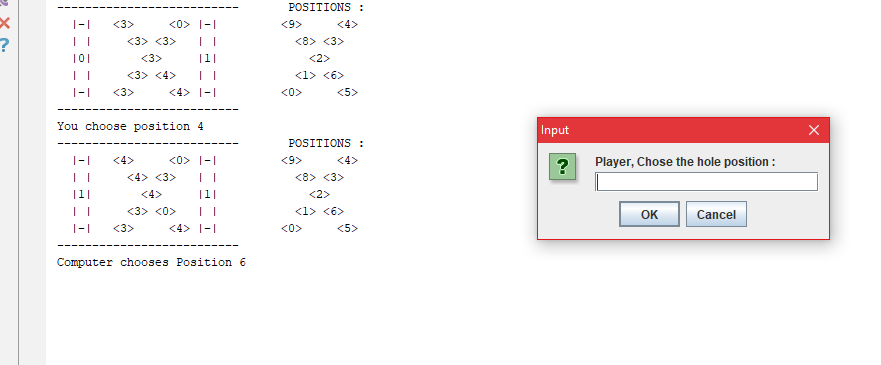 -------------------------- POSITIONS :
|-| <3> <0> |-| <9> <4>
| | <3> <3> | | <8> <3>
|0| <3> |1| <2>
| | <3> <4> | | <1> <6>
|-| <3> <4> |-| <0> <5>
--------------------------
You choose position 4
-------------------------- POSITIONS :
|-| <4> <0> |-| <9> <4>
| | <4> <3> | | <8> <3>
|1| <4> |1| <2>
| | <3> <0> | | <1> <6>
|-| <3> <4> |-| <0> <5>
--------------------------
Computer chooses Position 6
Input
Player, Chose the hole position :
OK Cancel